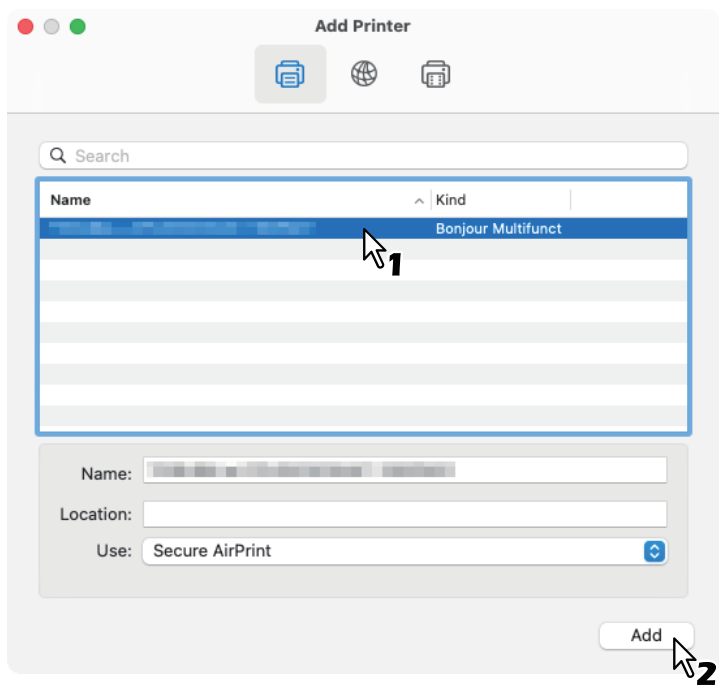 Add Printer
Search
Name Kind
Bonjour Multifunct
1
Name:
Location:
Use: Secure AirPrint
Add
2